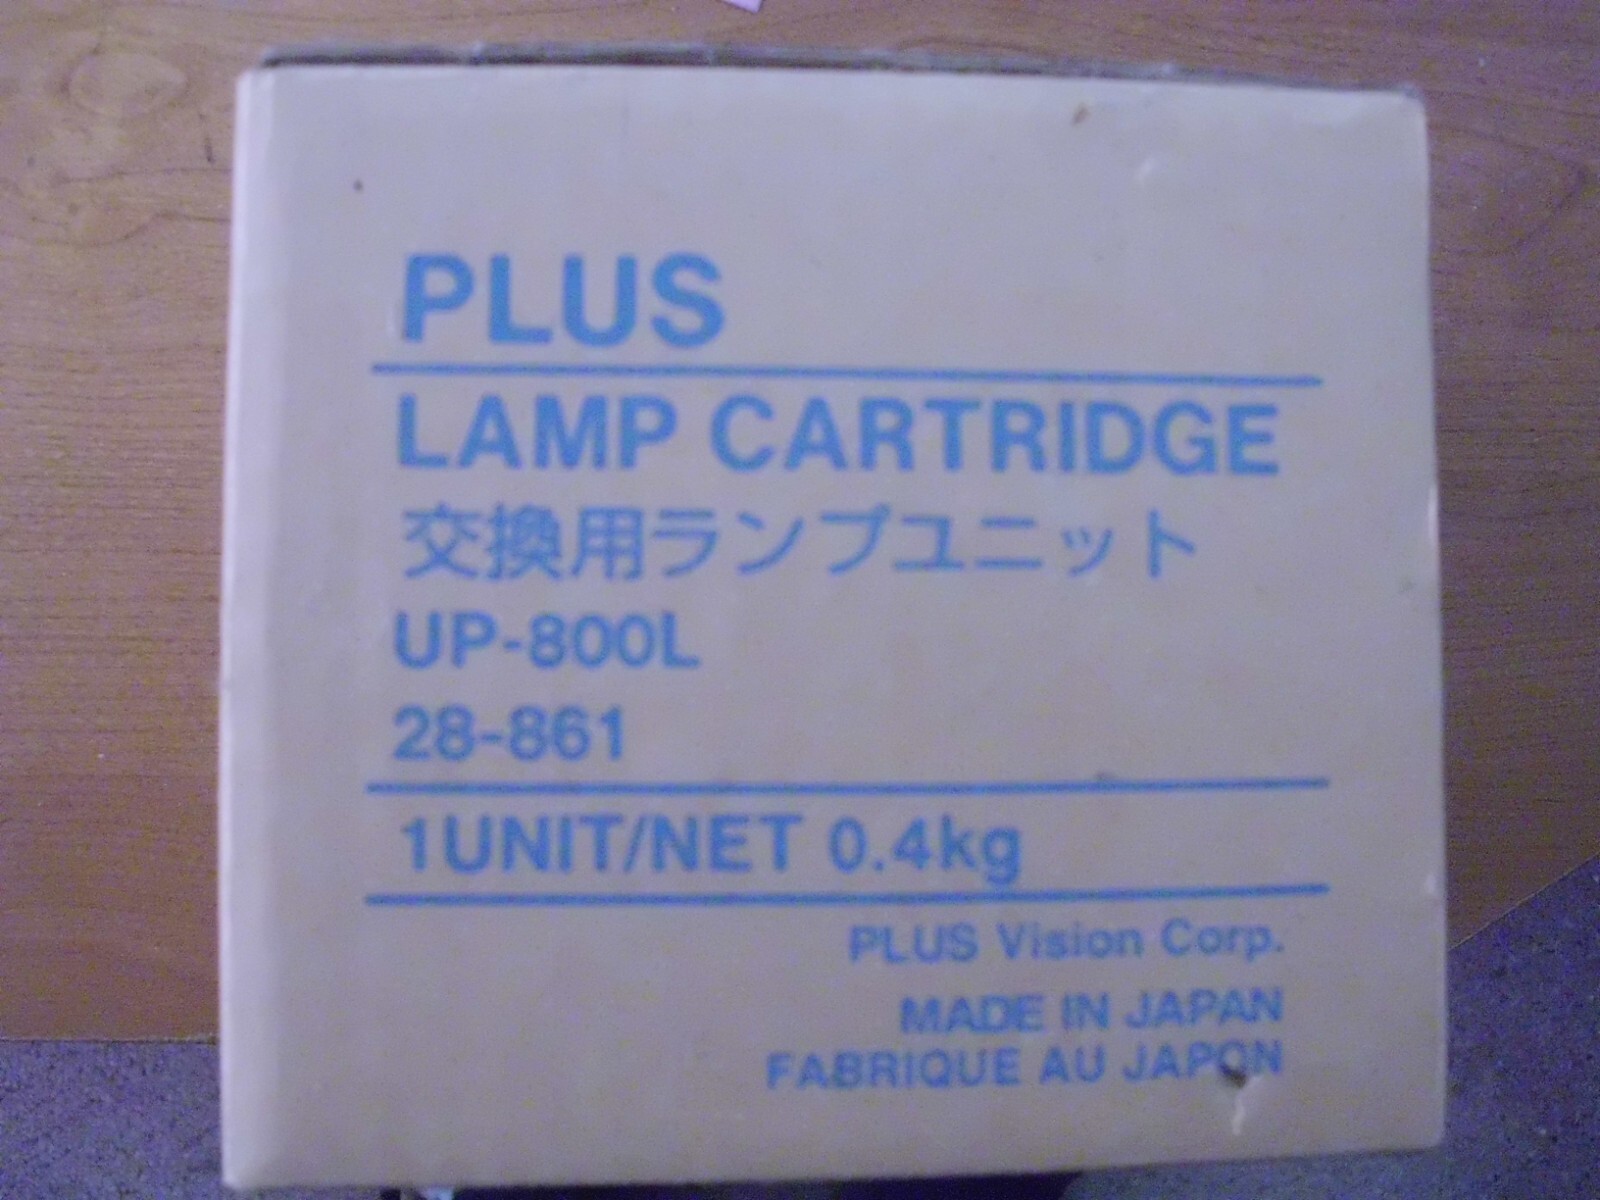 PLUS
LAMP CARTRIDGE
交換用ランプユニット
UP-800L
28-861
1UNIT/NET 0.4kg
PLUS Vision Corp.
MADE IN JAPAN
FABRIQUE AU JAPON